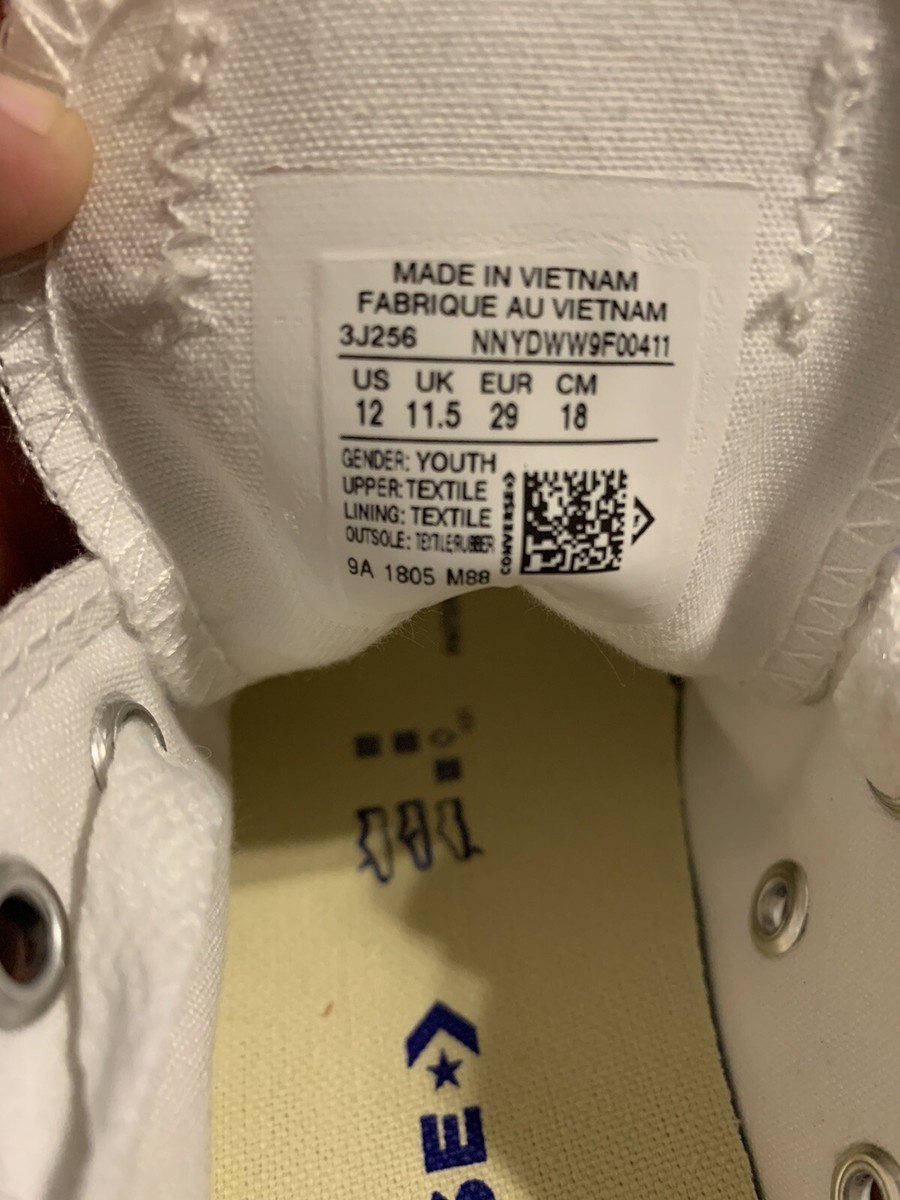 MADE IN VIETNAM
FABRIQUE AU VIETNAM
3J256 NNYDWW9F00411
US UK EUR CM
12 11.5 29 18
GENDER: YOUTH
UPPER: TEXTILE
LINING: TEXTILE
OUTSOLE: TEXTILE/RUBBER
9A 1805 M88
CONVERSE
SE